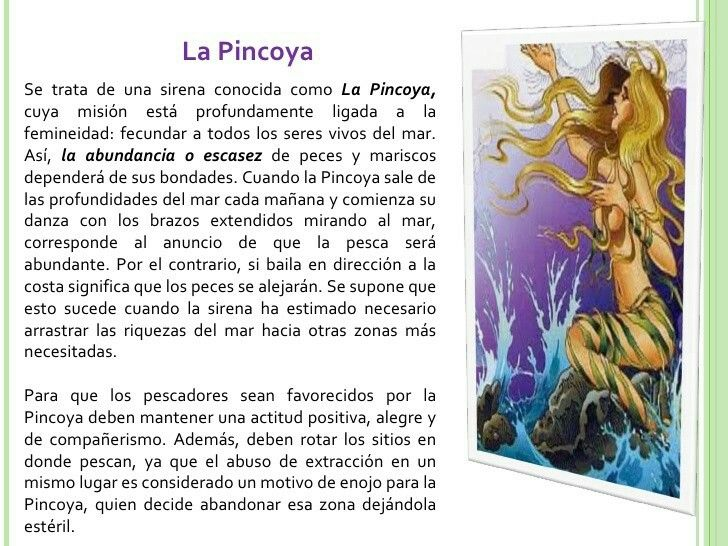 La Pincoya
Se trata de una sirena conocida como La Pincoya,
cuya misión está profundamente ligada a la
femineidad: fecundar a todos los seres vivos del mar.
Así, la abundancia o escasez de peces y mariscos
dependerá de sus bondades. Cuando la Pincoya sale de
las profundidades del mar cada mañana y comienza su
danza con los brazos extendidos mirando al mar,
corresponde al anuncio de que la pesca será
abundante. Por el contrario, si baila en dirección a la
costa significa que los peces se alejarán. Se supone que
esto sucede cuando la sirena ha estimado necesario
arrastrar las riquezas del mar hacia otras zonas más
necesitadas.
Para que los pescadores sean favorecidos por la
Pincoya deben mantener una actitud positiva, alegre y
de compañerismo. Además, deben rotar los sitios en
donde pescan, ya que el abuso de extracción en un
mismo lugar es considerado un motivo de enojo para la
Pincoya, quien decide abandonar esa zona dejándola
estéril.